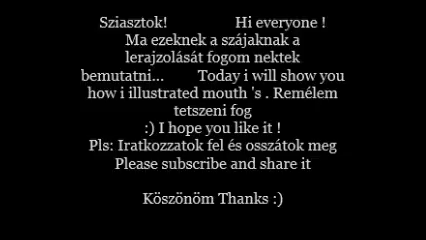 Sziasztok! Hi everyone !
Ma ezeknek a szájaknak a
lerajzolását fogom nektek
bemutatni... Today i will show you
how i illustrated mouth 's . Remélem
tetszeni fog
:) I hope you like it !
Pls: Iratkozzatok fel és osszátok meg
Please subscribe and share it
Köszönöm Thanks :)